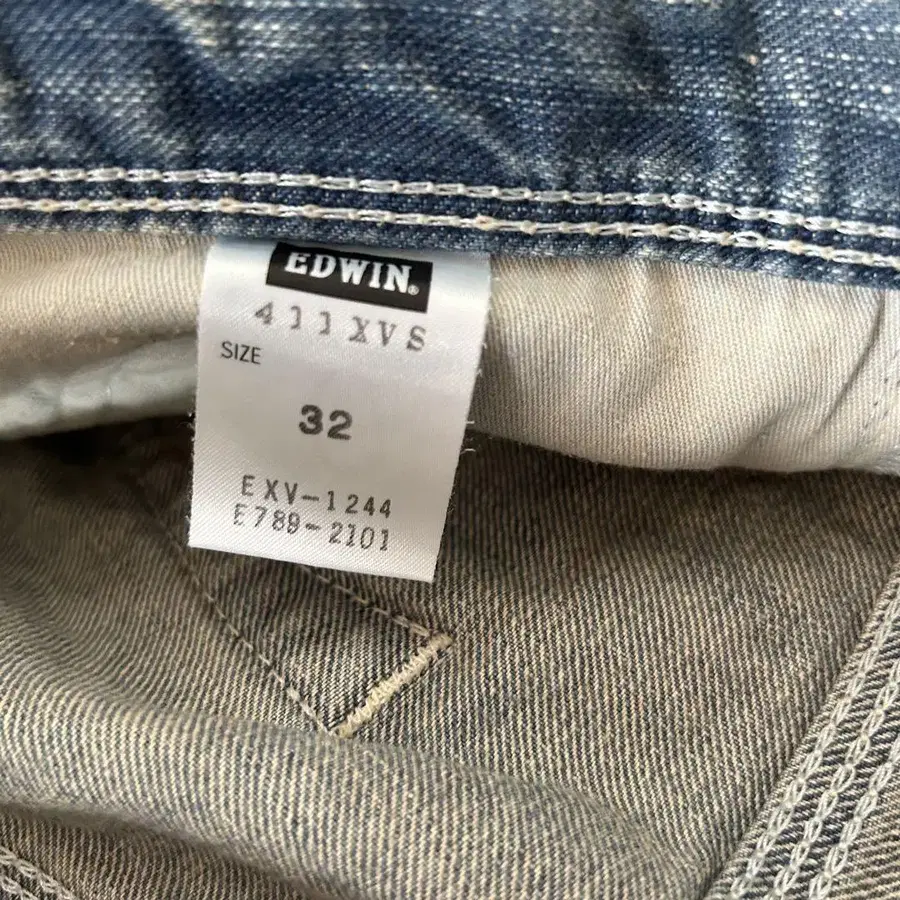 EDWIN®
411XVS
SIZE
32
EXV-1244
E789-2101